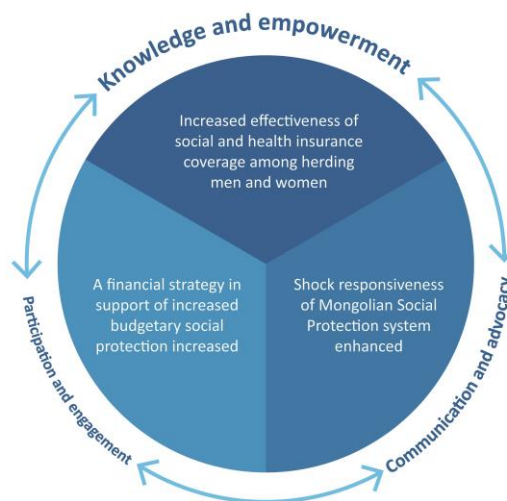 Knowledge and empowerment
Increased effectiveness of
social and health insurance
coverage among herding
men and women
A financial strategy in
support of increased
budgetary social
protection increased
Shock responsiveness
of Mongolian Social
Protection system
enhanced
Participation and engagement
Communication and advocacy